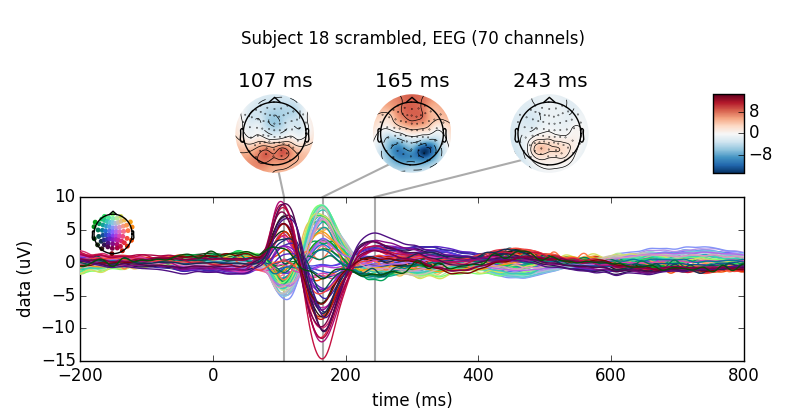 Subject 18 scrambled, EEG (70 channels)
107 ms 165 ms 243 ms
8
0
−8
10
5
0
−5
−10
−15
data (uV)
−200 0 200 400 600 800
time (ms)